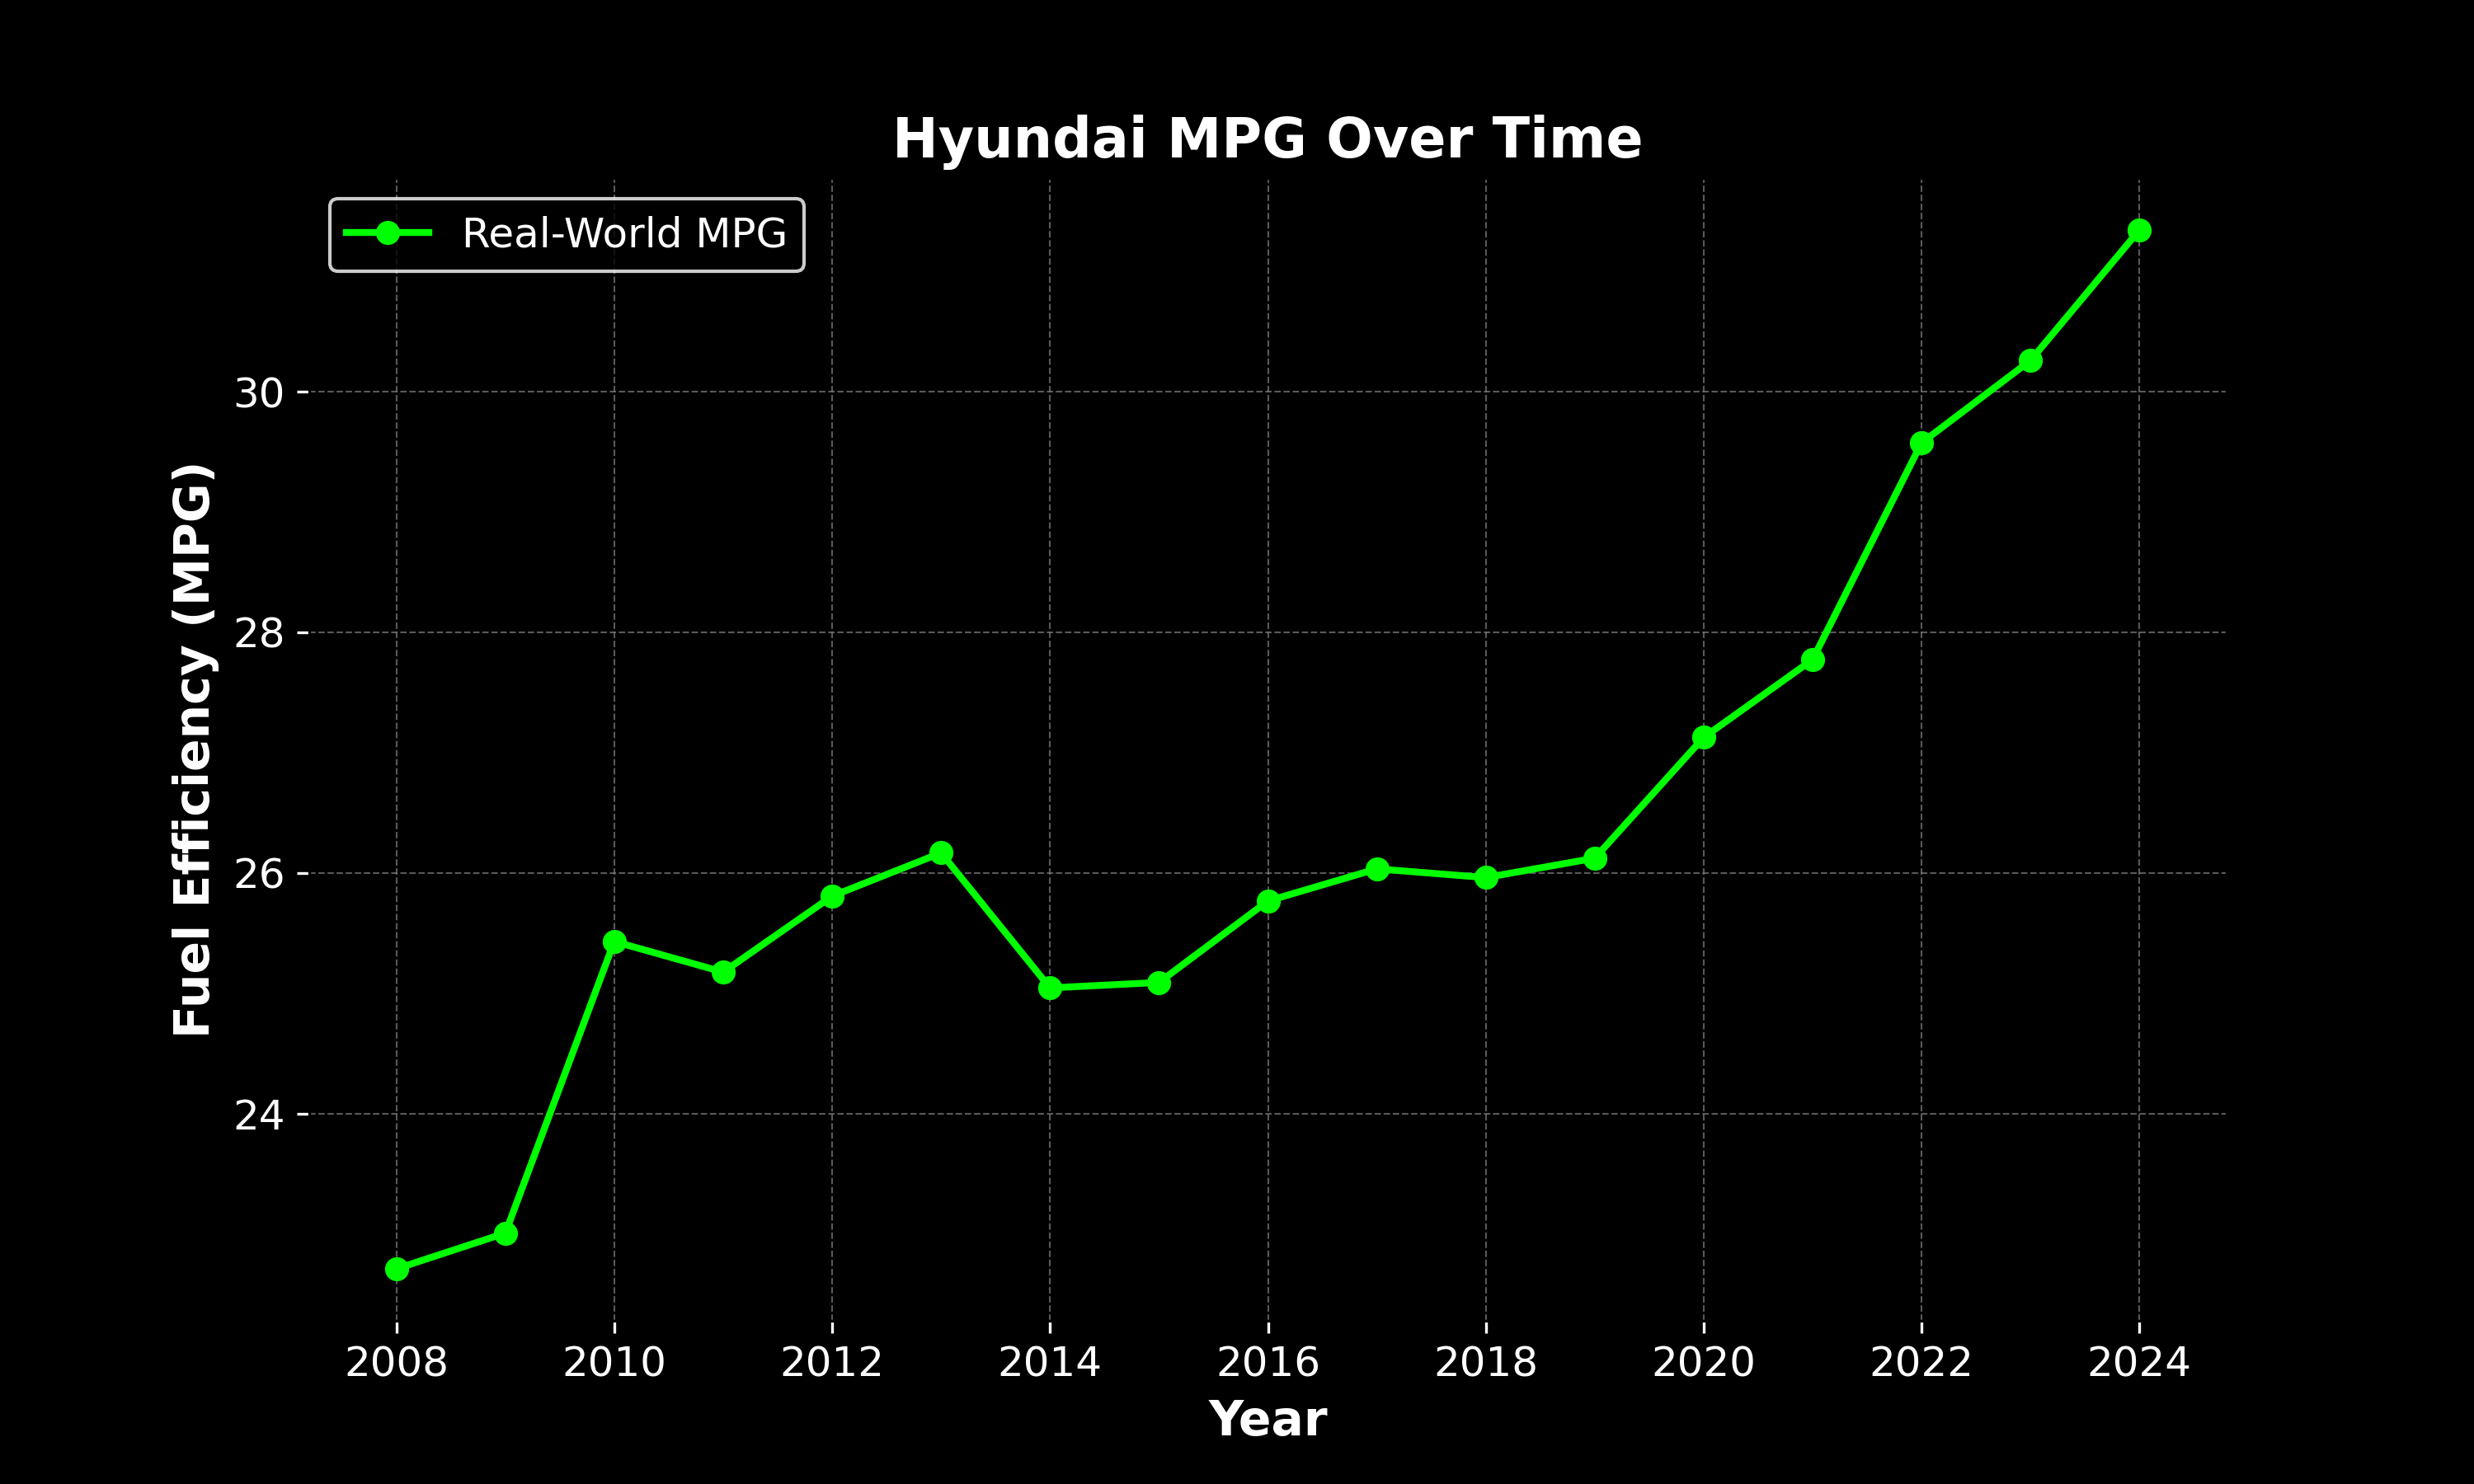 Hyundai MPG Over Time
Real-World MPG
Fuel Efficiency (MPG)
30
28
26
24
2008 2010 2012 2014 2016 2018 2020 2022 2024
Year